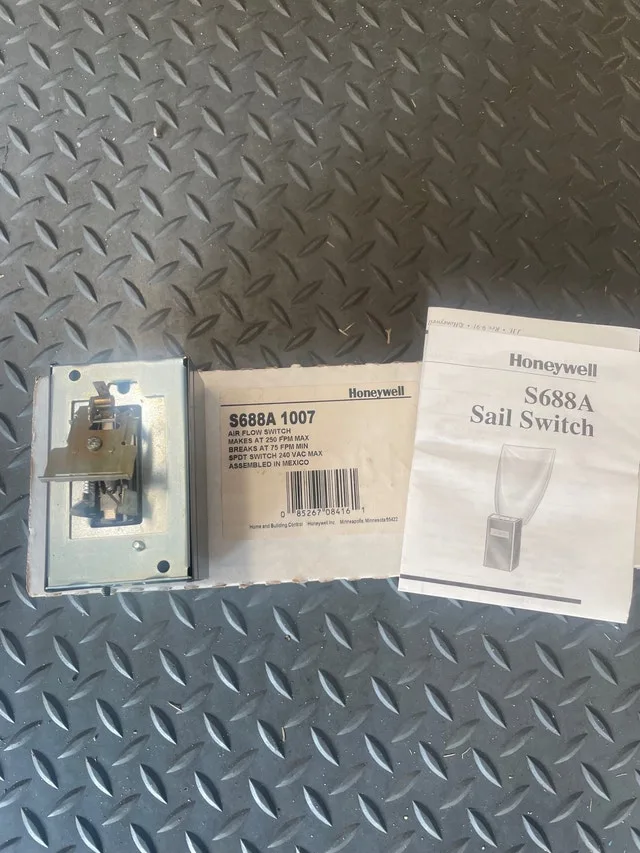 Honeywell
S688A 1007
AIR FLOW SWITCH
MAKES AT 250 FPM MAX
BREAKS AT 75 FPM MIN
SPDT SWITCH 240 VAC MAX
ASSEMBLED IN MEXICO
0 85267 08416 1
Home and Building Control Honeywell Inc. Minneapolis, Minnesota 55422
Honeywell
S688A
Sail Switch